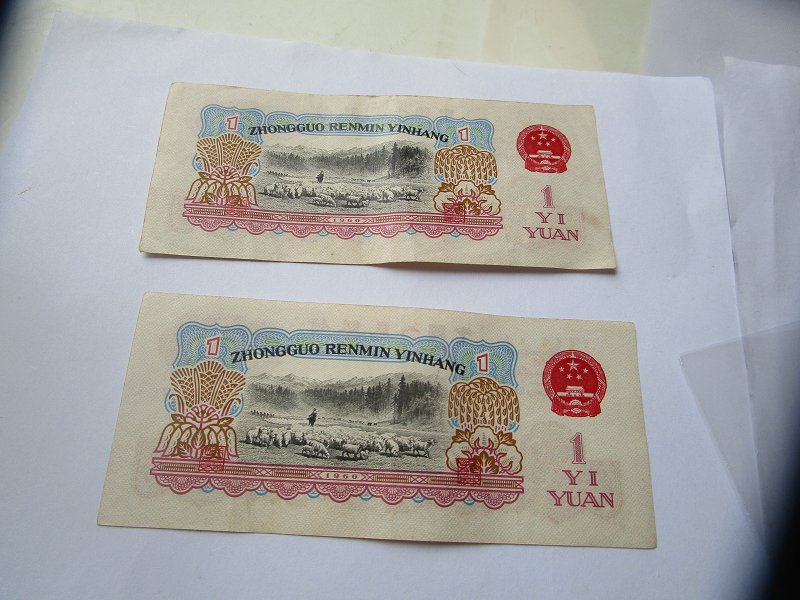 1 ZHONGGUO RENMIN YINHANG 1
1960
1
YI
YUAN
1 ZHONGGUO RENMIN YINHANG 1
1960
1
YI
YUAN